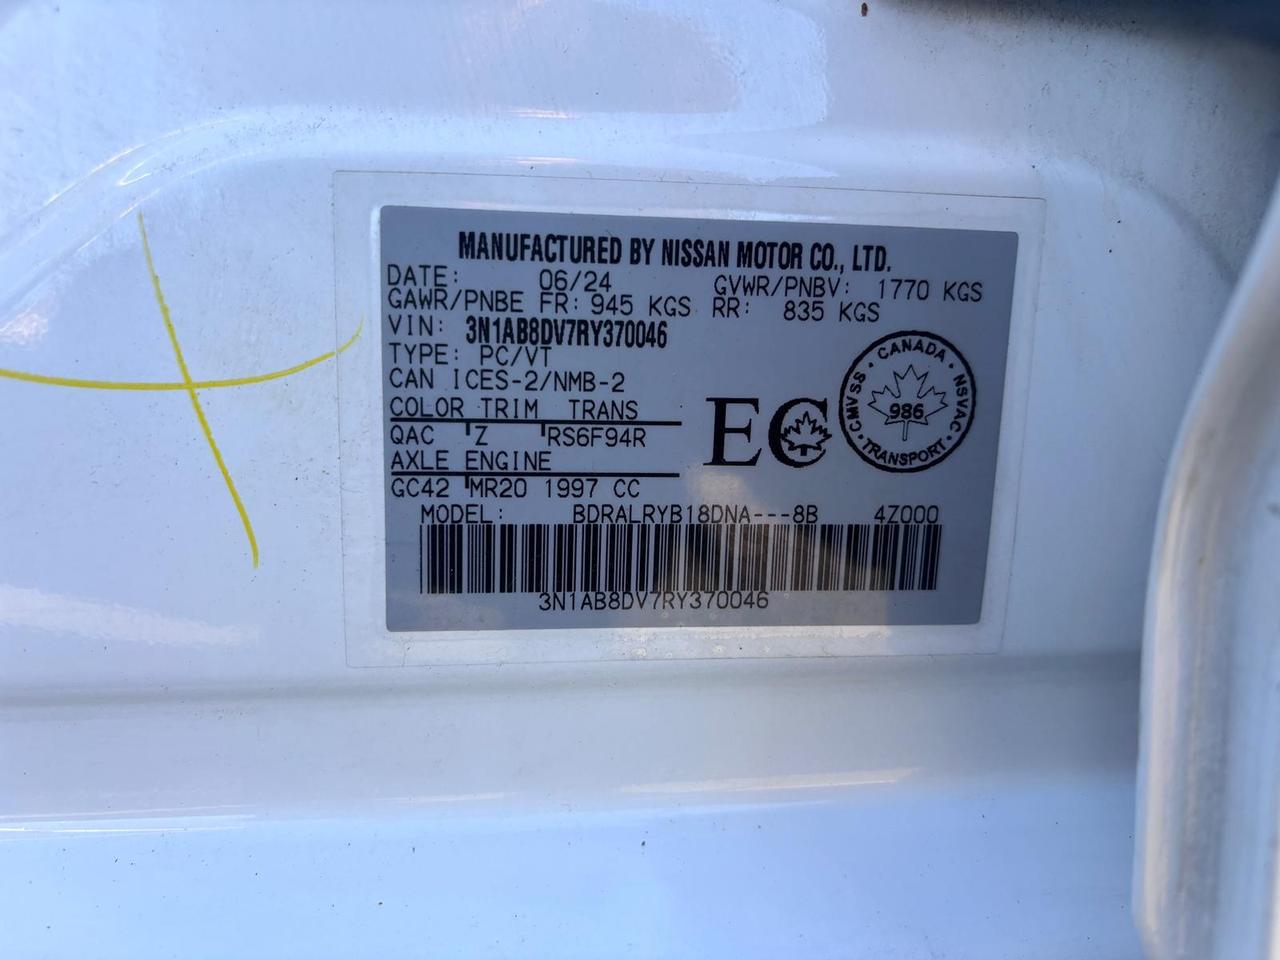 MANUFACTURED BY NISSAN MOTOR CO., LTD.
DATE: 06/24 GVWR/PNBV: 1770 KGS
GAWR/PNBE FR: 945 KGS RR: 835 KGS
VIN: 3N1AB8DV7RY370046
TYPE: PC/VT
CAN ICES-2/NMB-2
COLOR TRIM TRANS
QAC Z RS6F94R
AXLE ENGINE
GC42 MR20 1997 CC
EC
CANADA · NSVAC · TRANSPORT · CMVSS ·
986
MODEL: BDRALRYB18DNA---8B 4Z000
3N1AB8DV7RY370046